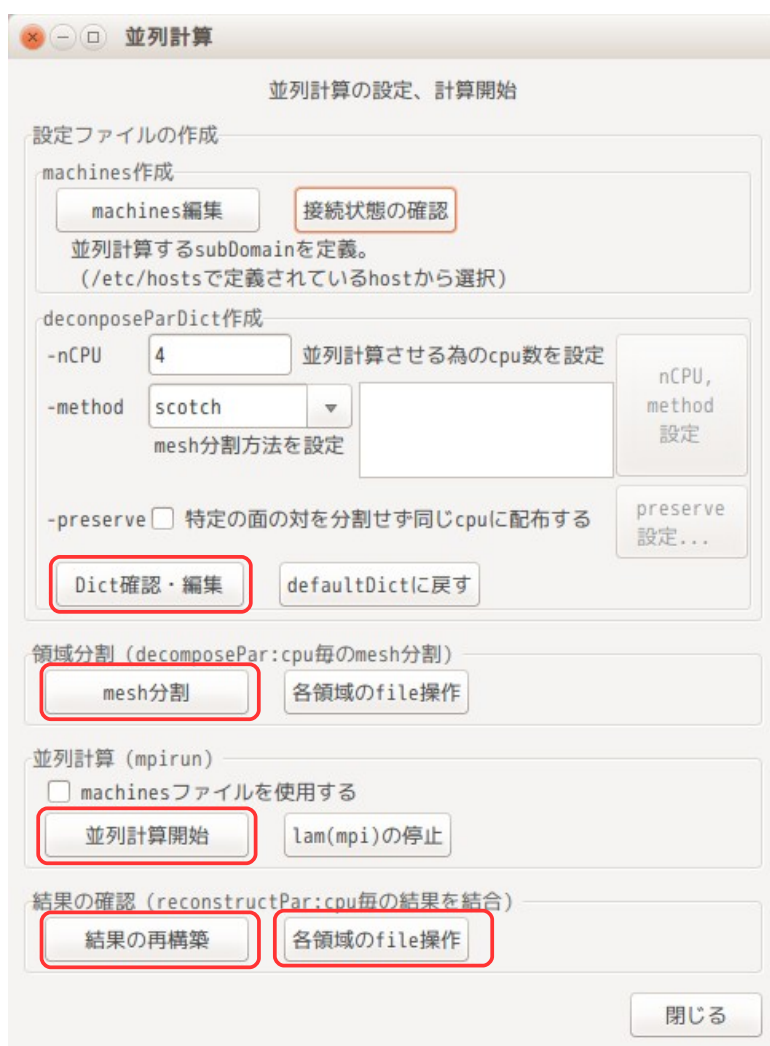 並列計算
並列計算の設定、計算開始
設定ファイルの作成
machines作成
machines編集 接続状態の確認
並列計算するsubDomainを定義。
(/etc/hostsで定義されているhostから選択)
deconposeParDict作成
-nCPU 4 並列計算させる為のcpu数を設定
nCPU,
method
設定
-method scotch
mesh分割方法を設定
-preserve 特定の面の対を分割せず同じcpuに配布する
preserve
設定...
Dict確認・編集 defaultDictに戻す
領域分割(decomposePar:cpu毎のmesh分割)
mesh分割 各領域のfile操作
並列計算(mpirun)
machinesファイルを使用する
並列計算開始 lam(mpi)の停止
結果の確認(reconstructPar:cpu毎の結果を結合)
結果の再構築 各領域のfile操作
閉じる